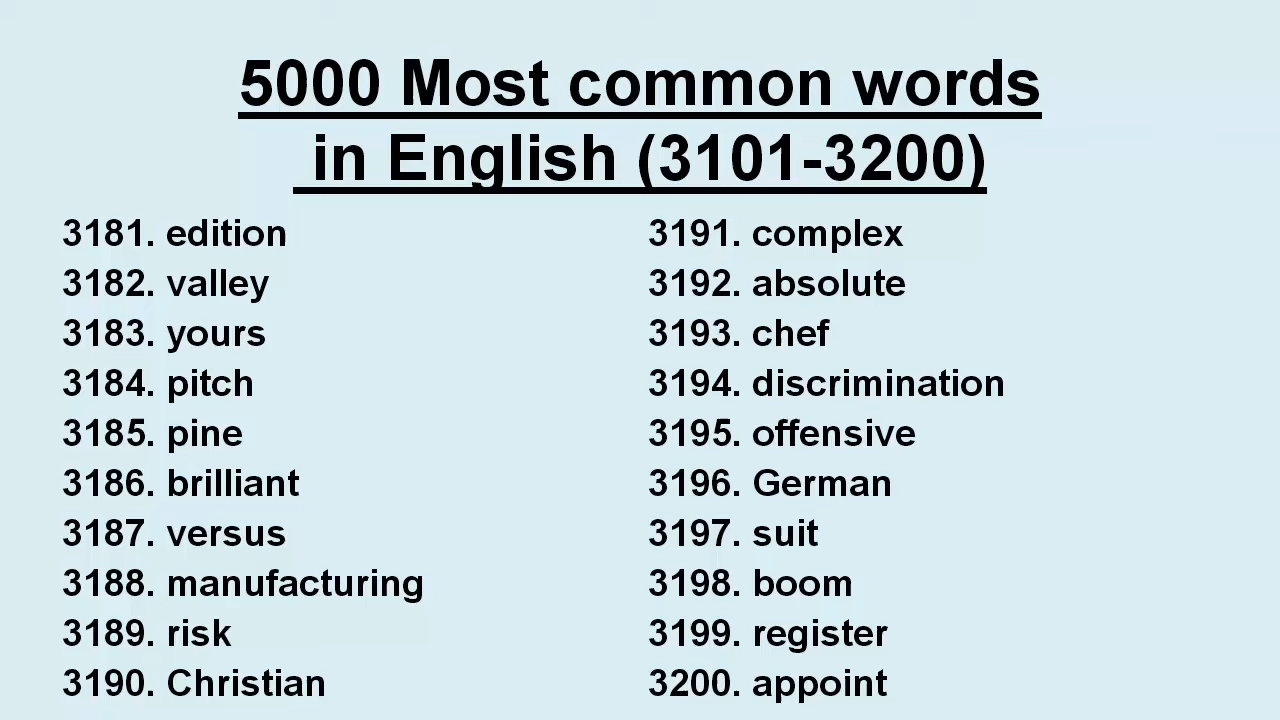 5000 Most common words
in English (3101-3200)
3181. edition
3182. valley
3183. yours
3184. pitch
3185. pine
3186. brilliant
3187. versus
3188. manufacturing
3189. risk
3190. Christian
3191. complex
3192. absolute
3193. chef
3194. discrimination
3195. offensive
3196. German
3197. suit
3198. boom
3199. register
3200. appoint